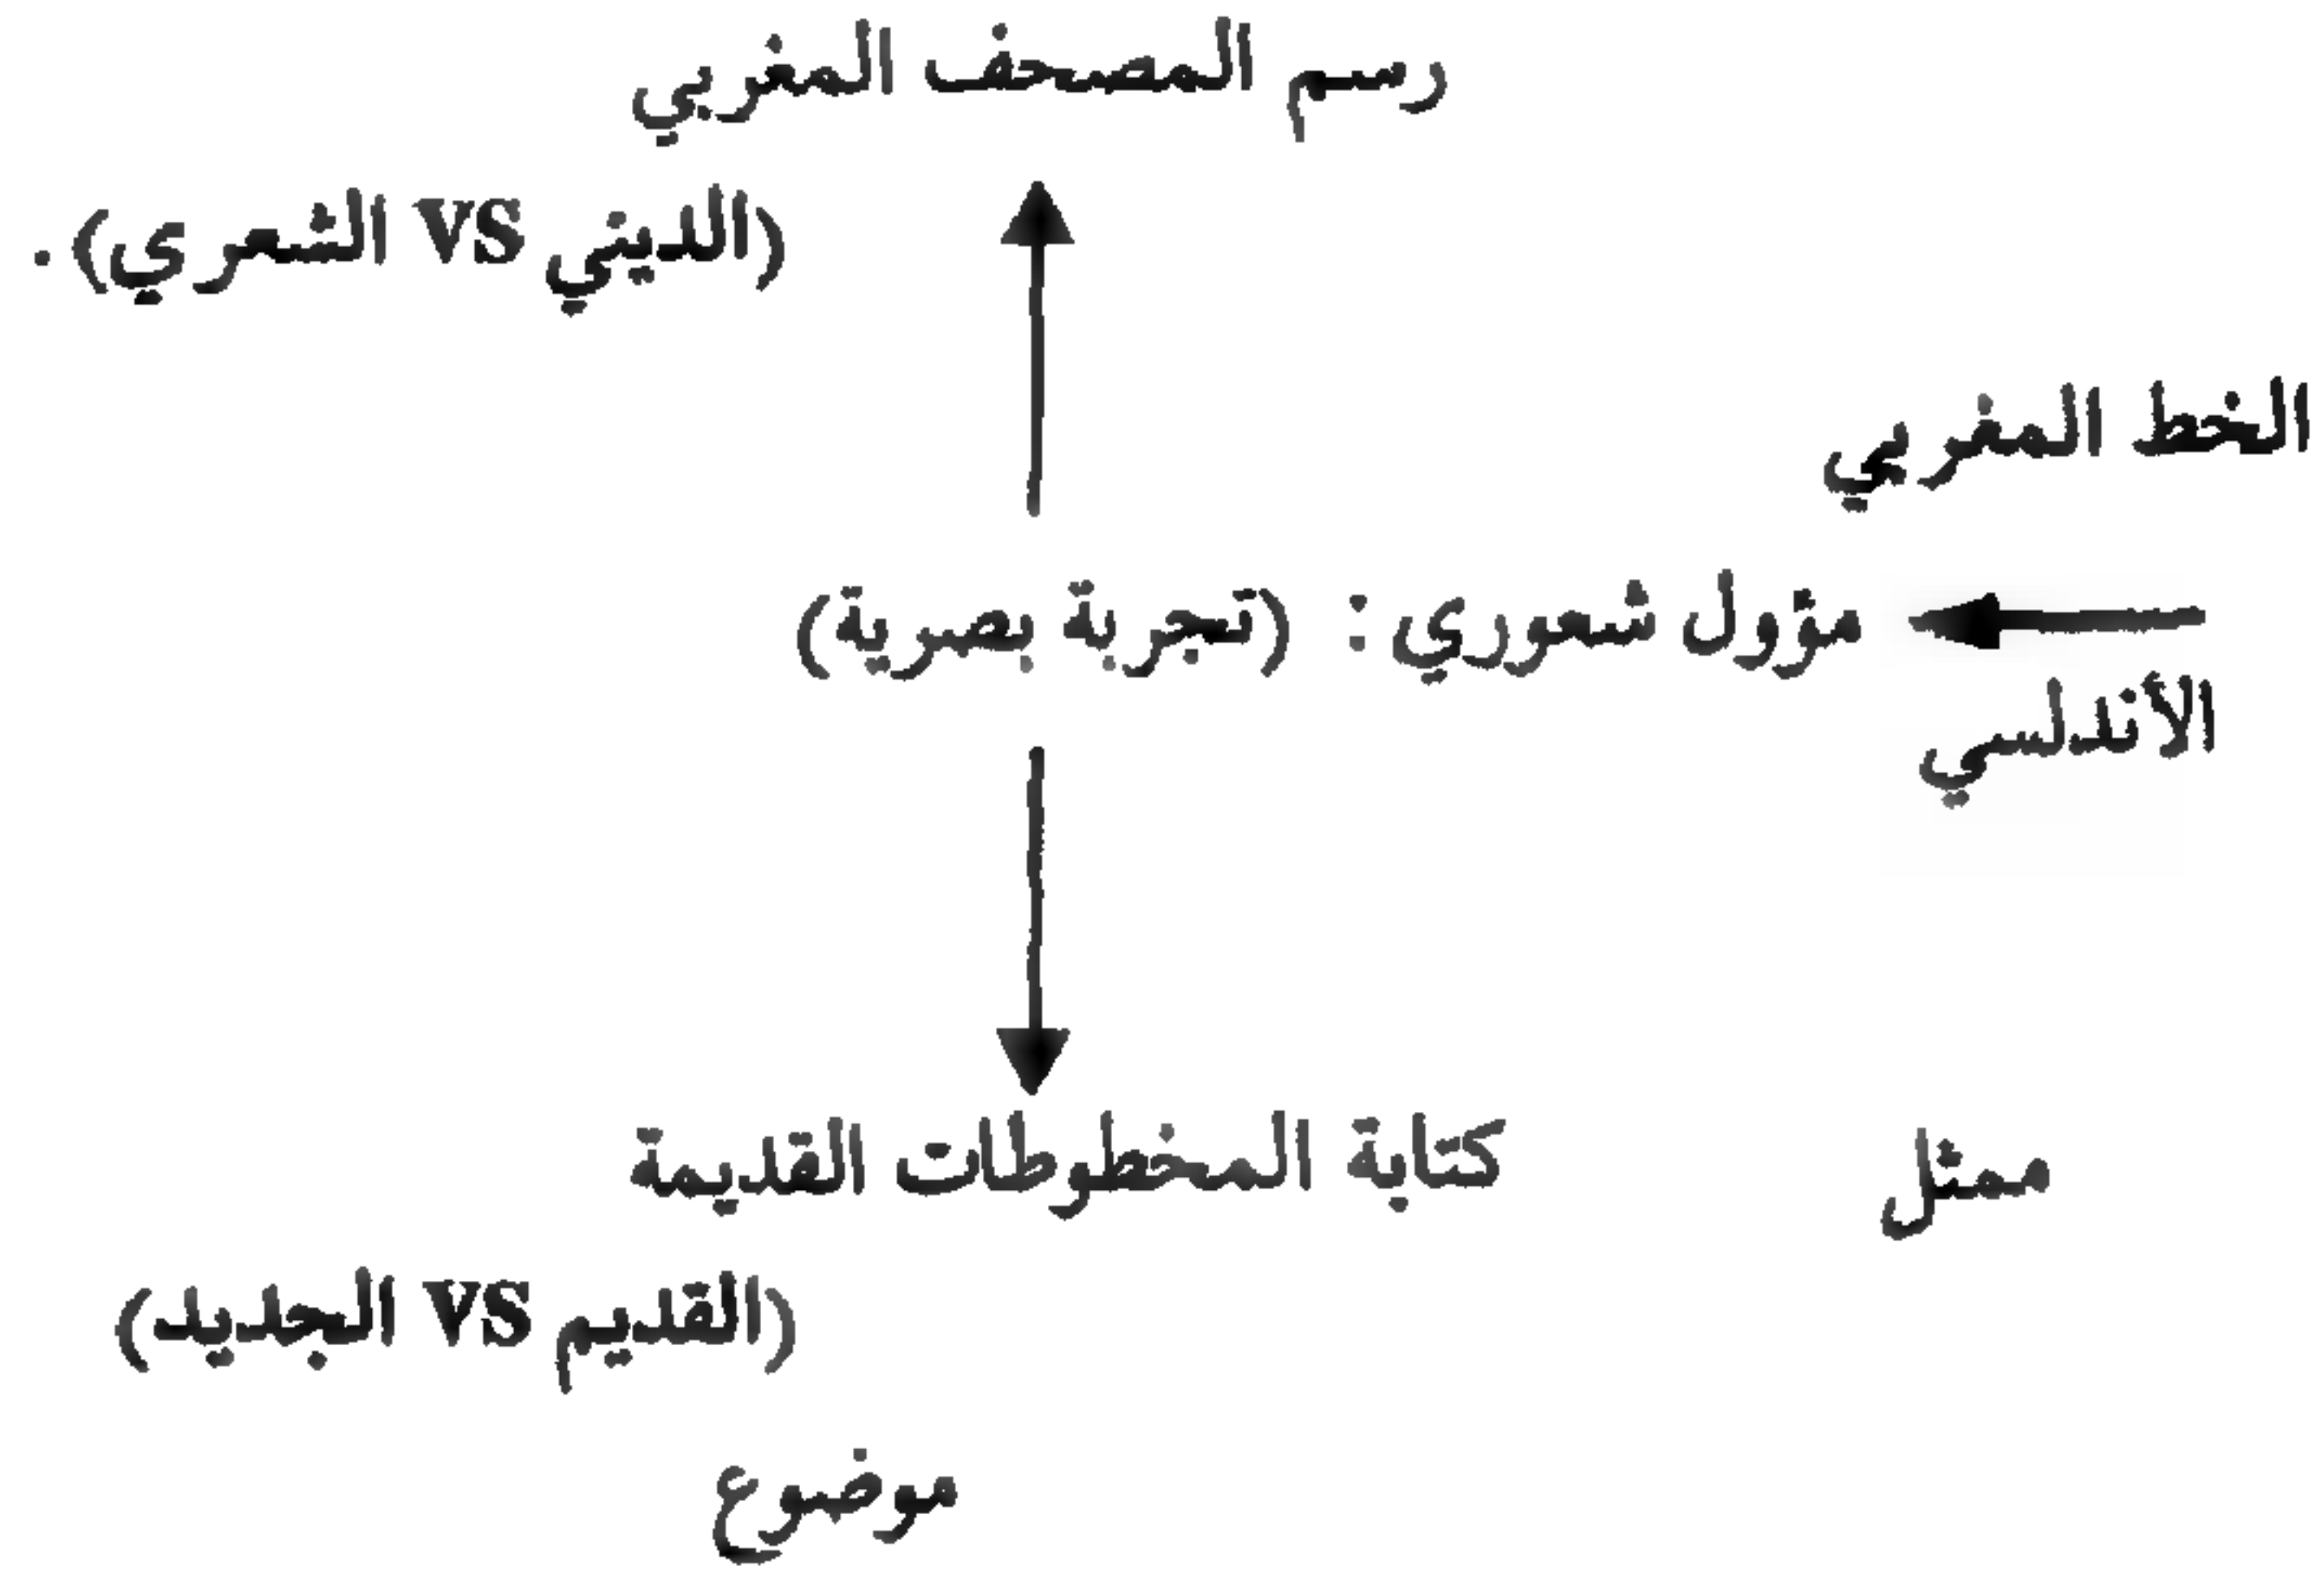 رسم المصحف المغربي
(الديني VS الشعري).
الخط المغربي
مؤول شعوري: (تجربة بصرية)
الأندلسي
كتابة المخطوطات القديمة
ممثل
(القديم VS الجديد)
موضوع